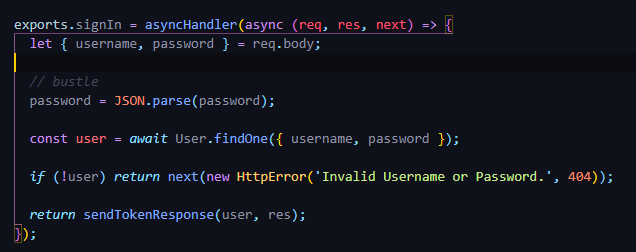 exports.signIn = asyncHandler(async (req, res, next) => {
let { username, password } = req.body;
// bustle
password = JSON.parse(password);
const user = await User.findOne({ username, password });
if (!user) return next(new HttpError('Invalid Username or Password.', 404));
return sendTokenResponse(user, res);
});